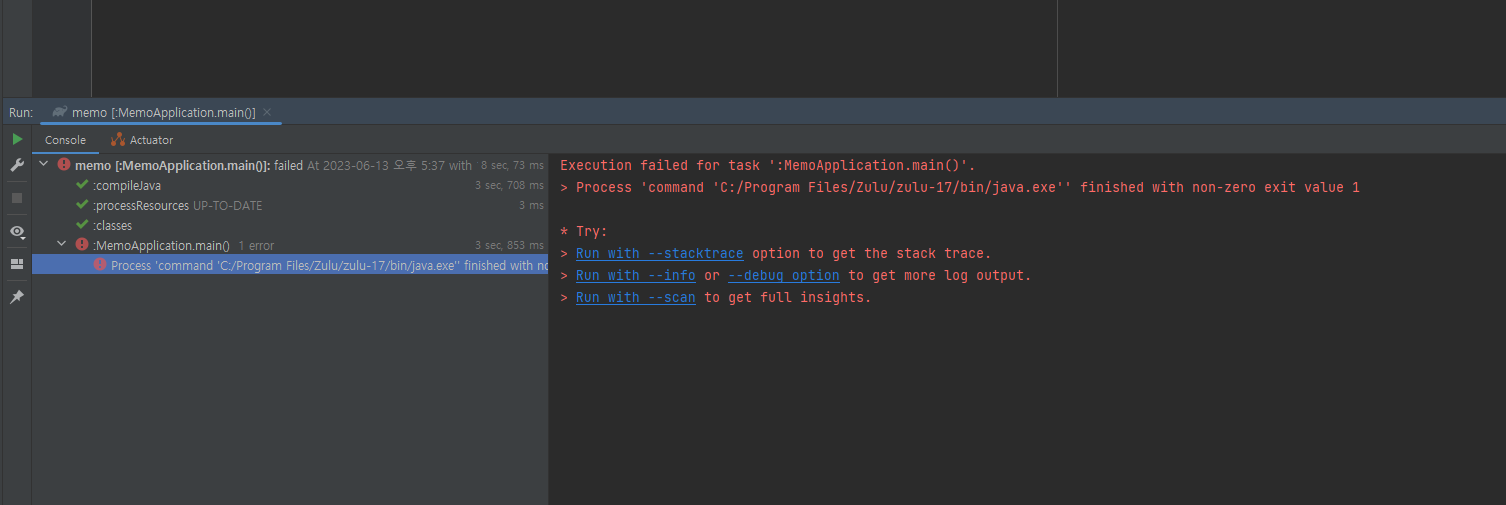 Run: memo [:MemoApplication.main()]
Console Actuator
memo [:MemoApplication.main()]: failed At 2023-06-13 오후 5:37 with 8 sec, 73 ms
:compileJava 3 sec, 708 ms
:processResources UP-TO-DATE 3 ms
:classes
:MemoApplication.main() 1 error 3 sec, 853 ms
Process 'command 'C:/Program Files/Zulu/zulu-17/bin/java.exe'' finished with
Execution failed for task ':MemoApplication.main()'.
> Process 'command 'C:/Program Files/Zulu/zulu-17/bin/java.exe'' finished with non-zero exit value 1
* Try:
> Run with --stacktrace option to get the stack trace.
> Run with --info or --debug option to get more log output.
> Run with --scan to get full insights.